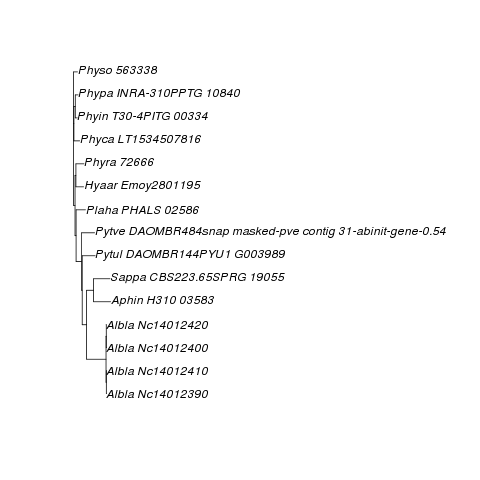 Physo 563338
Phypa INRA-310PPTG 10840
Phyin T30-4PITG 00334
Phyca LT1534507816
Phyra 72666
Hyaar Emoy2801195
Plaha PHALS 02586
Pytve DAOMBR484snap masked-pve contig 31-abinit-gene-0.54
Pytul DAOMBR144PYU1 G003989
Sappa CBS223.65SPRG 19055
Aphin H310 03583
Albla Nc14012420
Albla Nc14012400
Albla Nc14012410
Albla Nc14012390